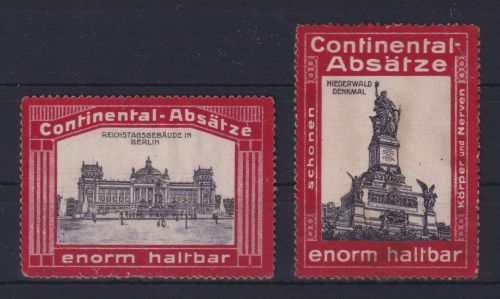 Continental-Absätze
REICHSTAGSGEBÄUDE IN
BERLIN
enorm haltbar
Continental-
Absätze
NIEDERWALD
DENKMAL
schonen
Körper und Nerven
enorm haltbar